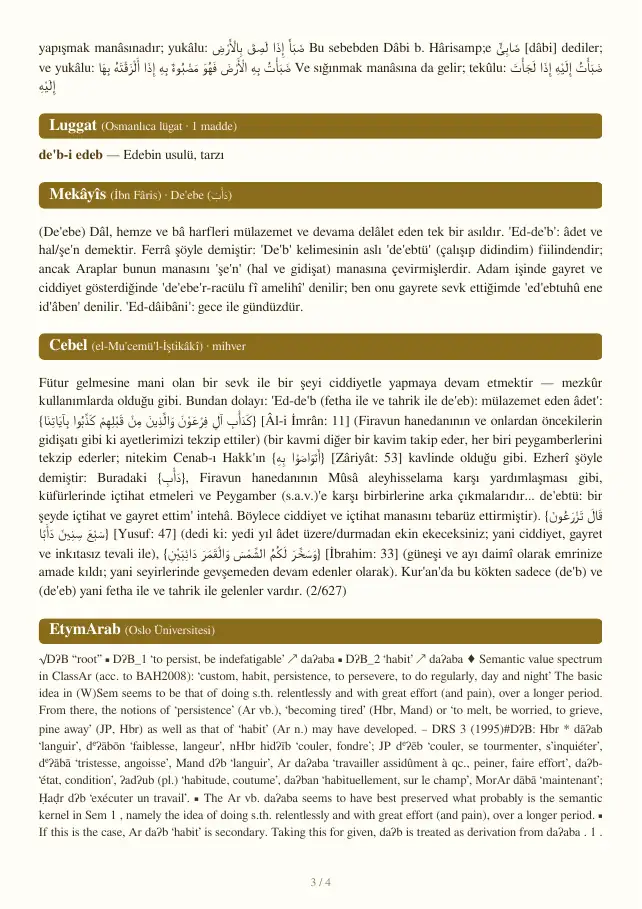 yapışmak manâsınadır; yukâlu: ضَبَأَ إِذَا لَصِقَ بِالْأَرْضِ Bu sebebden Dâbi b. Hârisamp;e ضَابِئٌ [dâbi] dediler;
ve yukâlu: ضَبَأْتُ بِهِ الْأَرْضَ فَهُوَ مَضْبُوءٌ بِهِ إِذَا أَلْزَقْتَهُ بِهَا Ve sığınmak manâsına da gelir; tekûlu: ضَبَأْتُ إِلَيْهِ إِذَا لَجَأْتَ
إِلَيْهِ
Luggat (Osmanlıca lügat · 1 madde)
de'b-i edeb — Edebin usulü, tarzı
Mekâyîs (İbn Fâris) · De'ebe (دَأَبَ)
(De'ebe) Dâl, hemze ve bâ harfleri mülazemet ve devama delâlet eden tek bir asıldır. 'Ed-de'b': âdet ve
hal/şe'n demektir. Ferrâ şöyle demiştir: 'De'b' kelimesinin aslı 'de'ebtü' (çalışıp didindim) fiilindendir;
ancak Araplar bunun manasını 'şe'n' (hal ve gidişat) manasına çevirmişlerdir. Adam işinde gayret ve
ciddiyet gösterdiğinde 'de'ebe'r-racülu fî amelihî' denilir; ben onu gayrete sevk ettiğimde 'ed'ebtuhû ene
id'âben' denilir. 'Ed-dâibâni': gece ile gündüzdür.
Cebel (el-Mu'cemü'l-İştikâkî) · mihver
Fütur gelmesine mani olan bir sevk ile bir şeyi ciddiyetle yapmaya devam etmektir — mezkûr
kullanımlarda olduğu gibi. Bundan dolayı: 'Ed-de'b (fetha ile ve tahrik ile de'eb): mülazemet eden âdet':
{كَدَأْبِ آلِ فِرْعَوْنَ وَالَّذِينَ مِنْ قَبْلِهِمْ كَذَّبُوا بِآيَاتِنَا} [Âl-i İmrân: 11] (Firavun hanedanının ve onlardan öncekilerin
gidişatı gibi ki ayetlerimizi tekzip ettiler) (bir kavmi diğer bir kavim takip eder, her biri peygamberlerini
tekzip ederler; nitekim Cenab-ı Hakk'ın {أَتَوَاصَوْا بِهِ} [Zâriyât: 53] kavlinde olduğu gibi. Ezherî şöyle
demiştir: Buradaki {دَأْبِ}, Firavun hanedanının Mûsâ aleyhisselama karşı yardımlaşması gibi,
küfürlerinde içtihat etmeleri ve Peygamber (s.a.v.)'e karşı birbirlerine arka çıkmalarıdır... de'ebtü: bir
şeyde içtihat ve gayret ettim' intehâ. Böylece ciddiyet ve içtihat manasını tebarüz ettirmiştir). {قَالَ تَزْرَعُونَ
سَبْعَ سِنِينَ دَأَبًا} [Yusuf: 47] (dedi ki: yedi yıl âdet üzere/durmadan ekin ekeceksiniz; yani ciddiyet, gayret
ve inkıtasız tevali ile), {وَسَخَّرَ لَكُمُ الشَّمْسَ وَالْقَمَرَ دَائِبَيْنِ} [İbrahim: 33] (güneşi ve ayı daimî olarak emrinize
amade kıldı; yani seyirlerinde gevşemeden devam edenler olarak). Kur'an'da bu kökten sadece (de'b) ve
(de'eb) yani fetha ile ve tahrik ile gelenler vardır. (2/627)
EtymArab (Oslo Üniversitesi)
√DʔB “root” ▪ DʔB_1 ‘to persist, be indefatigable’ ↗ daʔaba ▪ DʔB_2 ‘habit’ ↗ daʔaba ♦ Semantic value spectrum
in ClassAr (acc. to BAH2008): ‘custom, habit, persistence, to persevere, to do regularly, day and night’ The basic
idea in (W)Sem seems to be that of doing s.th. relentlessly and with great effort (and pain), over a longer period.
From there, the notions of ‘persistence’ (Ar vb.), ‘becoming tired’ (Hbr, Mand) or ‘to melt, be worried, to grieve,
pine away’ (JP, Hbr) as well as that of ‘habit’ (Ar n.) may have developed. – DRS 3 (1995)#DʔB: Hbr * dāʔab
‘languir’, dᵉʔābōn ‘faiblesse, langeur’, nHbr hidʔīb ‘couler, fondre’; JP dᵉʔēb ‘couler, se tourmenter, s’inquiéter’,
dᵉʔābā ‘tristesse, angoisse’, Mand dʔb ‘languir’, Ar daʔaba ‘travailler assidûment à qc., peiner, faire effort’, daʔb-
‘état, condition’, ʔadʔub (pl.) ‘habitude, coutume’, daʔban ‘habituellement, sur le champ’, MorAr dābā ‘maintenant’;
Ḥaḍr dʔb ‘exécuter un travail’. ▪ The Ar vb. daʔaba seems to have best preserved what probably is the semantic
kernel in Sem 1 , namely the idea of doing s.th. relentlessly and with great effort (and pain), over a longer period. ▪
If this is the case, Ar daʔb ‘habit’ is secondary. Taking this for given, daʔb is treated as derivation from daʔaba . 1 .
3 / 4